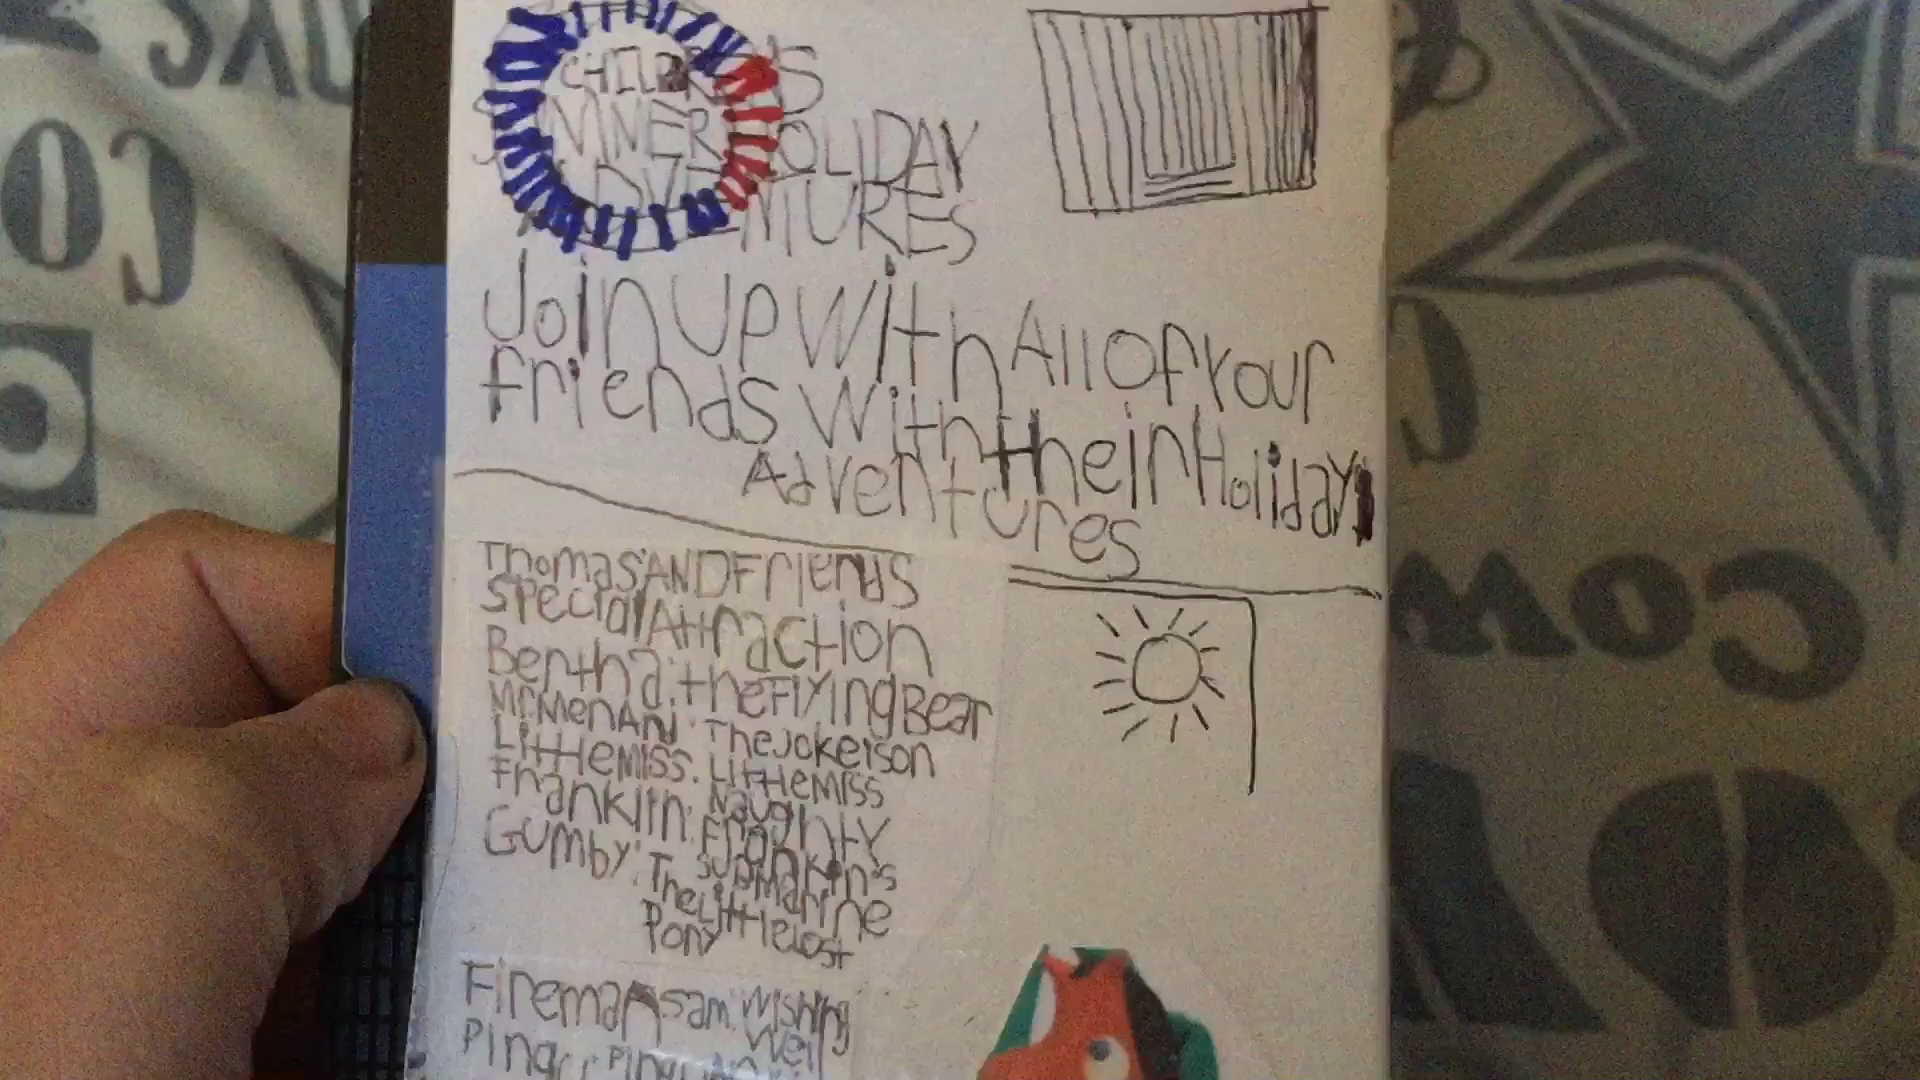 CHILDREN'S
SUMMER HOLIDAY
ADVENTURES
Join Up With All Of Your
friends With Their Holiday
Adventures
Thomas AND Friends
Special Attraction
Bertha: the Flying Bear
Mr Men And: The Joke Is on
Little Miss. Little Miss
Franklin: Naughty
Gumby: Franklin's
Submarine
The Little Lost
Pony
Fireman Sam: Wishing
Well
COW